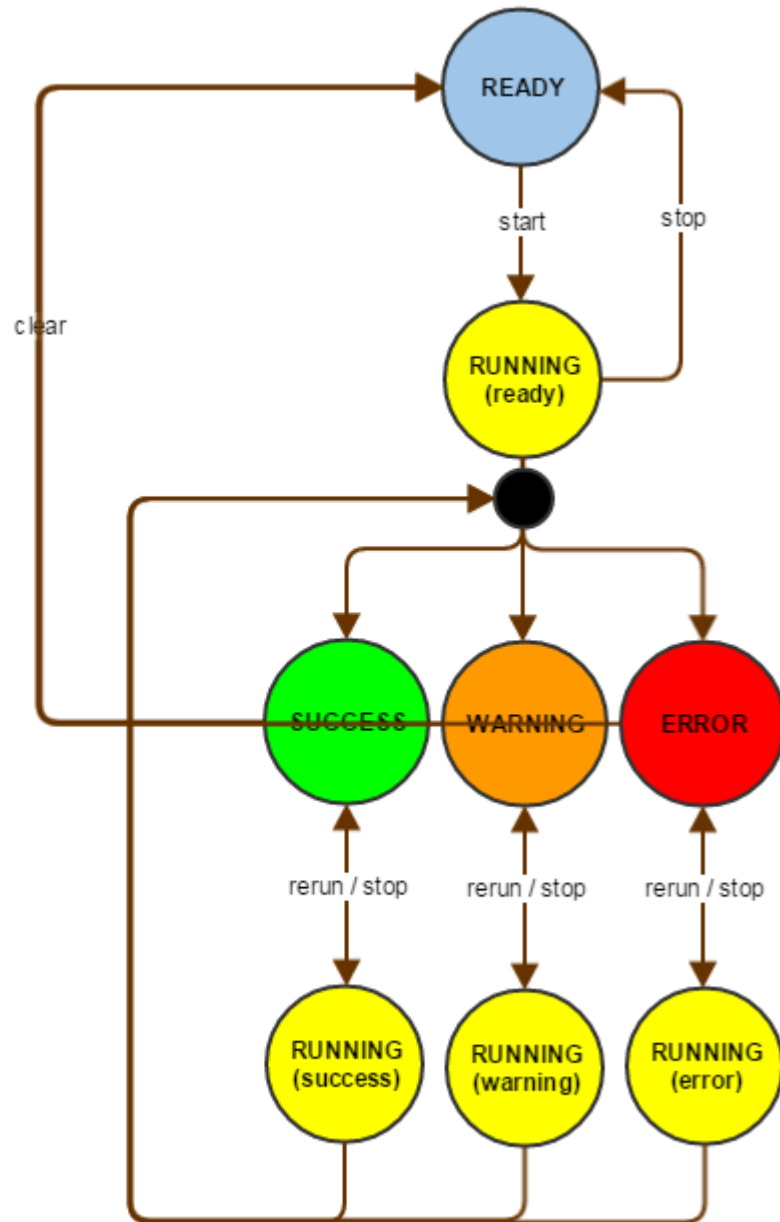 READY
start
stop
clear
RUNNING
(ready)
SUCCESS
WARNING
ERROR
rerun / stop
rerun / stop
rerun / stop
RUNNING
(success)
RUNNING
(warning)
RUNNING
(error)